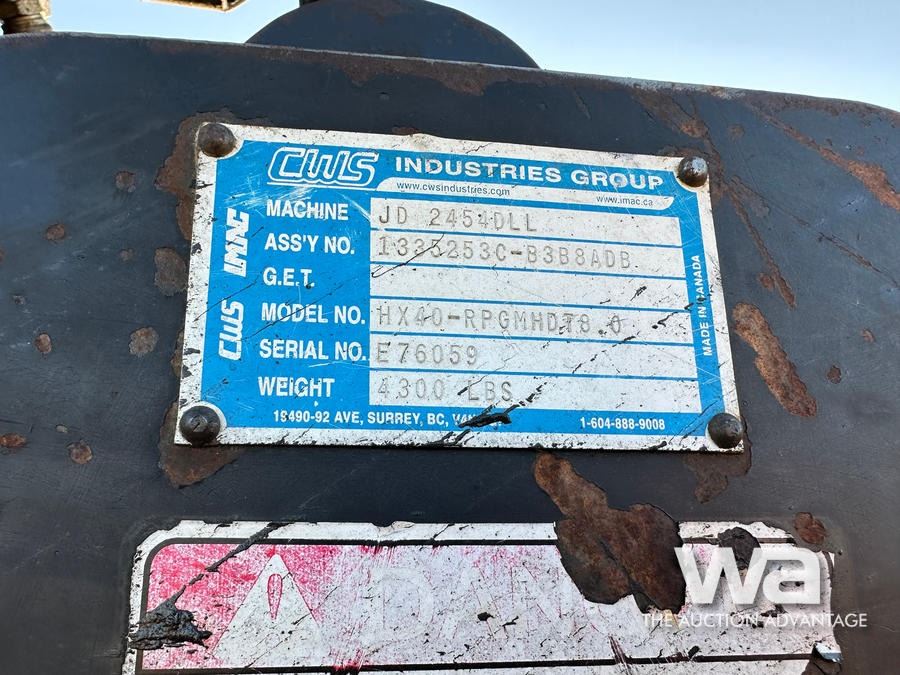 CWS INDUSTRIES GROUP
www.cwsindustries.com www.imac.ca
CWS IMAC
MACHINE JD 2454DLL
ASS'Y NO. 1335253C-B3B8ADB
G.E.T.
MODEL NO. HX40-RPGMHDT8.0
SERIAL NO. E76059
WEIGHT 4300 LBS
MADE IN CANADA
18490-92 AVE, SURREY, BC, 1-604-888-9008
wa
THE AUCTION ADVANTAGE